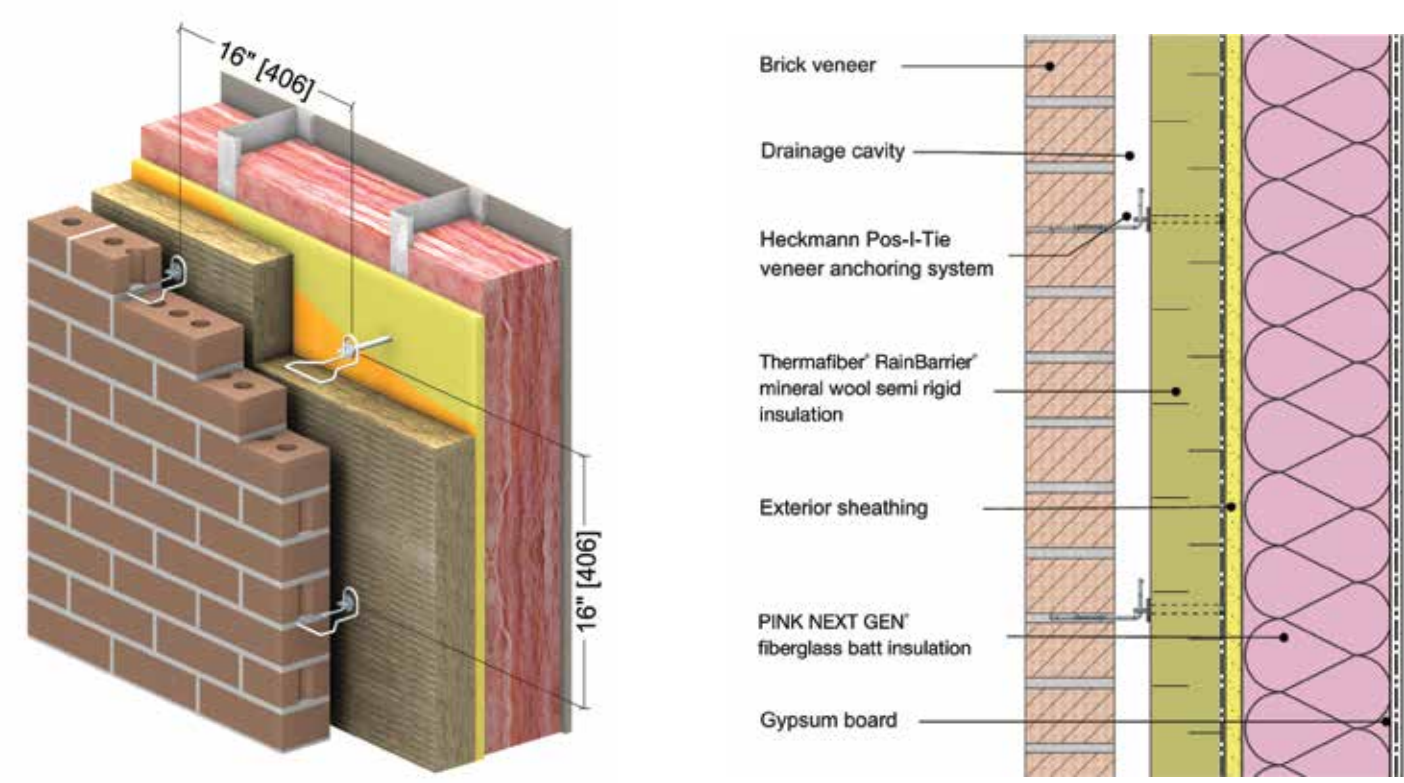 16" [406]
16" [406]
Brick veneer
Drainage cavity
Heckmann Pos-I-Tie
veneer anchoring system
Thermafiber® RainBarrier®
mineral wool semi rigid
insulation
Exterior sheathing
PINK NEXT GEN®
fiberglass batt insulation
Gypsum board